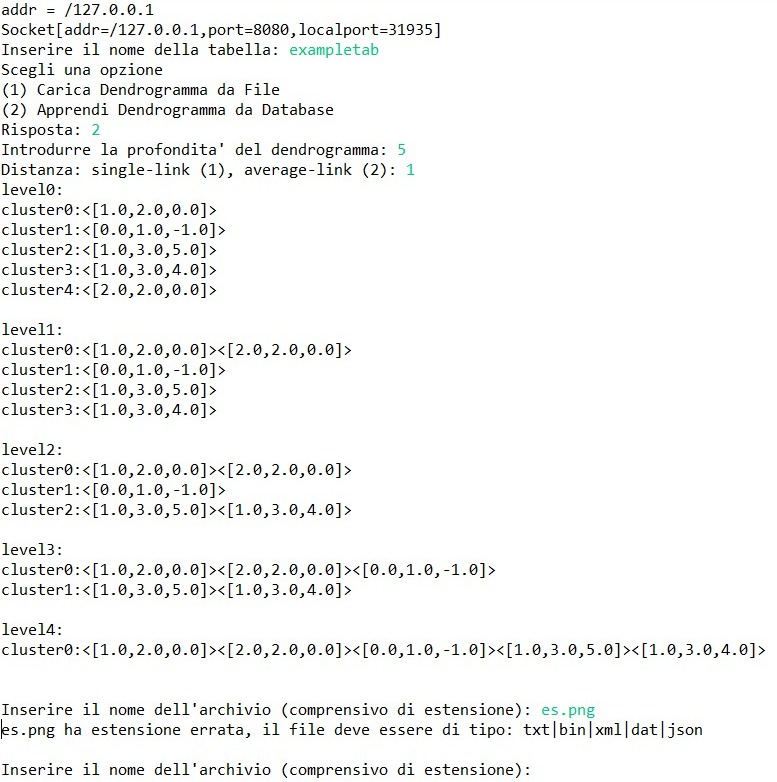 addr = /127.0.0.1
Socket[addr=/127.0.0.1,port=8080,localport=31935]
Inserire il nome della tabella: exampletab
Scegli una opzione
(1) Carica Dendrogramma da File
(2) Apprendi Dendrogramma da Database
Risposta: 2
Introdurre la profondita' del dendrogramma: 5
Distanza: single-link (1), average-link (2): 1
level0:
cluster0:<[1.0,2.0,0.0]>
cluster1:<[0.0,1.0,-1.0]>
cluster2:<[1.0,3.0,5.0]>
cluster3:<[1.0,3.0,4.0]>
cluster4:<[2.0,2.0,0.0]>
level1:
cluster0:<[1.0,2.0,0.0]><[2.0,2.0,0.0]>
cluster1:<[0.0,1.0,-1.0]>
cluster2:<[1.0,3.0,5.0]>
cluster3:<[1.0,3.0,4.0]>
level2:
cluster0:<[1.0,2.0,0.0]><[2.0,2.0,0.0]>
cluster1:<[0.0,1.0,-1.0]>
cluster2:<[1.0,3.0,5.0]><[1.0,3.0,4.0]>
level3:
cluster0:<[1.0,2.0,0.0]><[2.0,2.0,0.0]><[0.0,1.0,-1.0]>
cluster1:<[1.0,3.0,5.0]><[1.0,3.0,4.0]>
level4:
cluster0:<[1.0,2.0,0.0]><[2.0,2.0,0.0]><[0.0,1.0,-1.0]><[1.0,3.0,5.0]><[1.0,3.0,4.0]>
Inserire il nome dell'archivio (comprensivo di estensione): es.png
es.png ha estensione errata, il file deve essere di tipo: txt|bin|xml|dat|json
Inserire il nome dell'archivio (comprensivo di estensione):